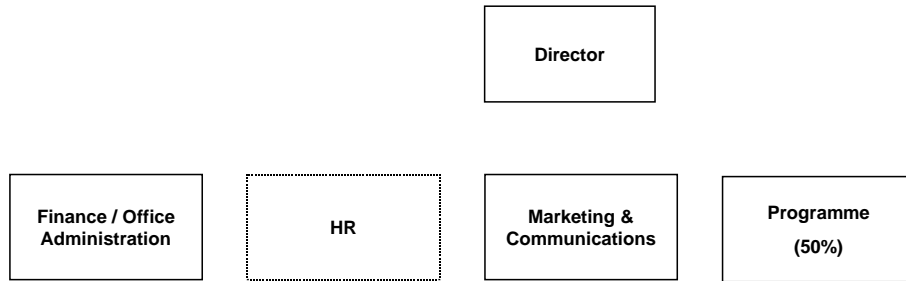 Director
Finance / Office
Administration
HR
Marketing &
Communications
Programme
(50%)